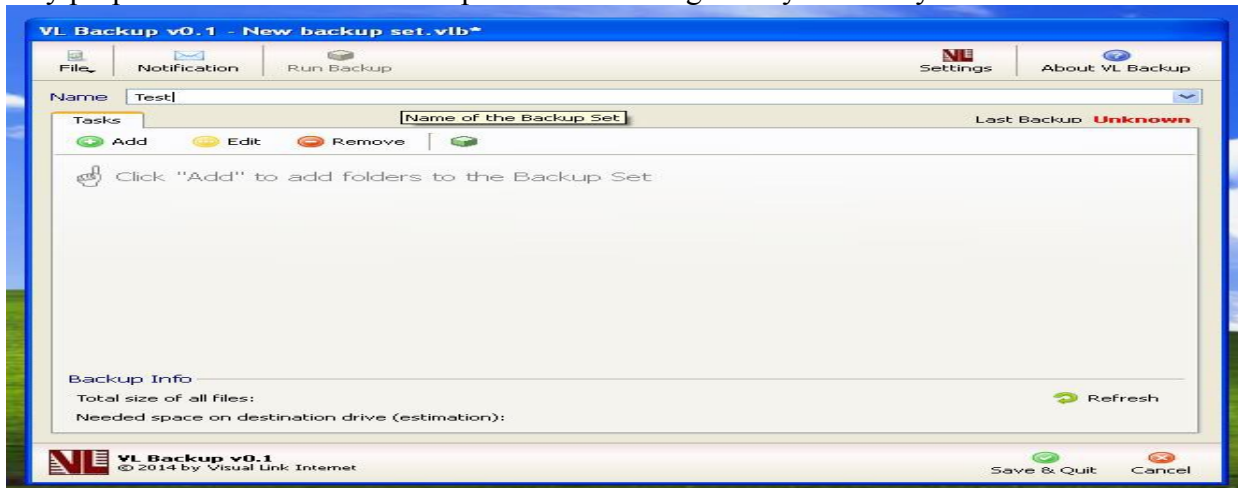 VL Backup v0.1 - New backup set.vlb*
File Notification Run Backup Settings About VL Backup
Name Test
Name of the Backup Set
Tasks Last Backup Unknown
Add Edit Remove
Click "Add" to add folders to the Backup Set
Backup Info
Total size of all files: Refresh
Needed space on destination drive (estimation):
VL VL Backup v0.1
© 2014 by Visual Link Internet
Save & Quit Cancel